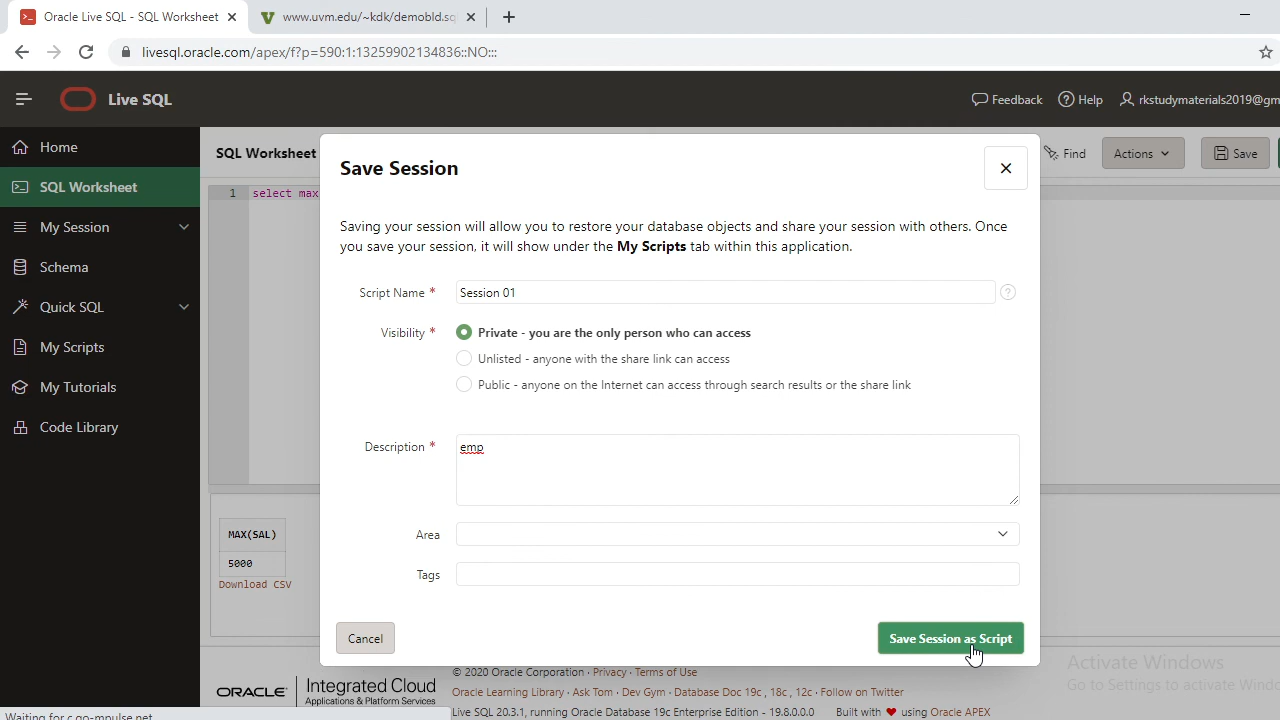 Oracle Live SQL - SQL Worksheet
www.uvm.edu/~kdk/demobld.sq
livesql.oracle.com/apex/f?p=590:1:13259902134836::NO:::
Live SQL
Feedback
Help
rkstudymaterials2019@gm
Home
SQL Worksheet
My Session
Schema
Quick SQL
My Scripts
My Tutorials
Code Library
SQL Worksheet
Find
Actions
Save
1 select max
Save Session
Saving your session will allow you to restore your database objects and share your session with others. Once
you save your session, it will show under the My Scripts tab within this application.
Script Name * Session 01
Visibility * Private - you are the only person who can access
Unlisted - anyone with the share link can access
Public - anyone on the Internet can access through search results or the share link
Description * emp
Area
Tags
Cancel
Save Session as Script
MAX(SAL)
5000
Download CSV
ORACLE Integrated Cloud
Applications & Platform Services
© 2020 Oracle Corporation · Privacy · Terms of Use
Oracle Learning Library · Ask Tom · Dev Gym · Database Doc 19c, 18c, 12c · Follow on Twitter
Live SQL 20.3.1, running Oracle Database 19c Enterprise Edition - 19.8.0.0.0 Built with ❤ using Oracle APEX
Activate Windows
Go to Settings to activate Windo
Waiting for c.go-mpulse.net